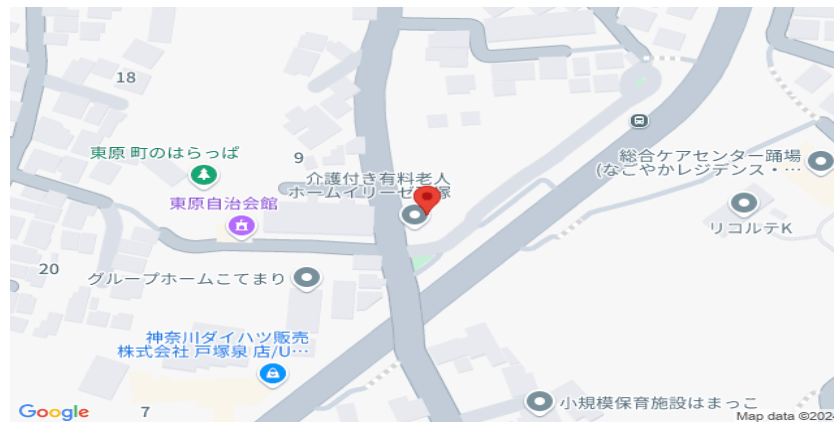 18
東原 町のはらっぱ
9
介護付き有料老人
ホームイリーゼ戸塚
総合ケアセンター踊場
(なごやかレジデンス・…
東原自治会館
リコルテK
20
グループホームこてまり
神奈川ダイハツ販売
株式会社 戸塚泉 店/U…
小規模保育施設はまっこ
Google
7
Map data ©2024